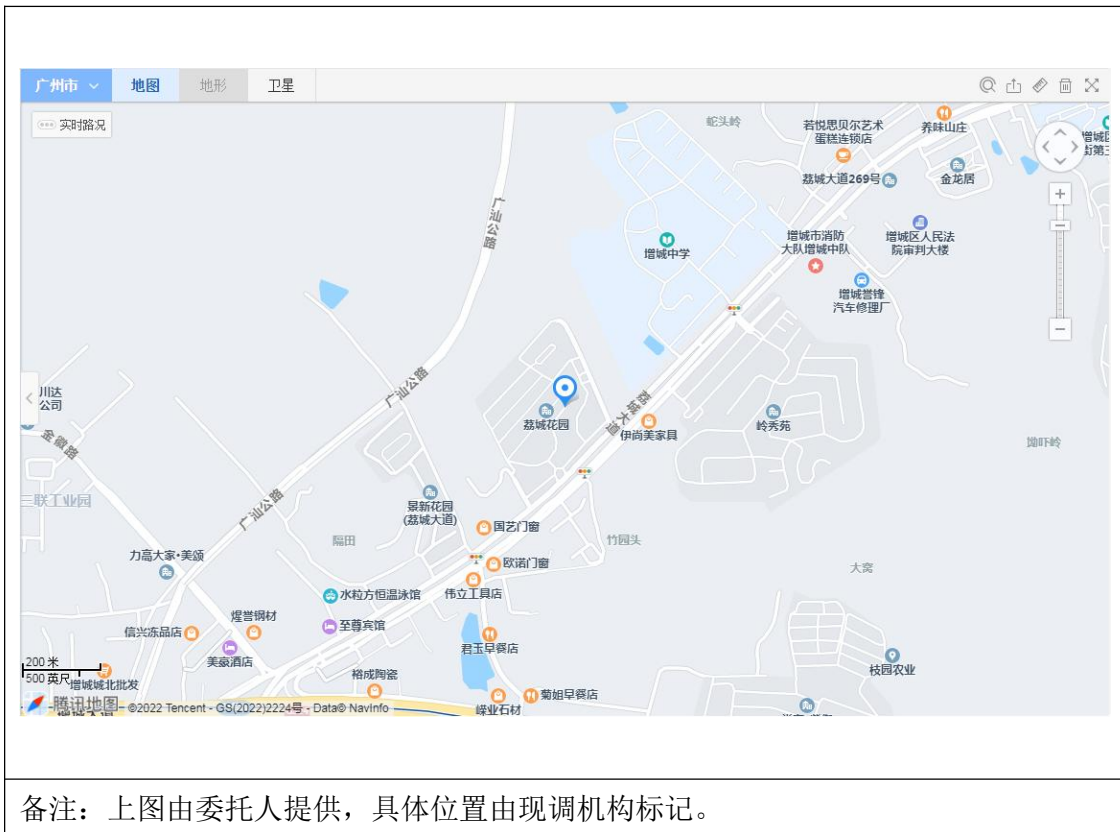 广州市
地图
地形
卫星
实时路况
蛇头岭
若悦思贝尔艺术
蛋糕连锁店
养味山庄
荔城大道269号
金龙居
广汕公路
增城中学
增城市消防
大队增城中队
增城区人民法
院审判大楼
增城誉锋
汽车修理厂
川达
公司
广汕公路
荔城花园
荔城大道
伊尚美家具
岭秀苑
坳吓岭
金徽路
三联工业园
广汕公路
景新花园
(荔城大道)
国艺门窗
竹园头
隔田
欧诺门窗
力高大家•美颂
大窝
水粒方恒温泳馆
伟立工具店
煋誉钢材
至尊宾馆
信兴冻品店
君玉早餐店
美豪酒店
枝园农业
200 米
500 英尺
增城城北批发
裕成陶瓷
菊姐早餐店
嵘业石材
腾讯地图
©2022 Tencent - GS(2022)2224号 - Data© NavInfo
备注：上图由委托人提供，具体位置由现调机构标记。